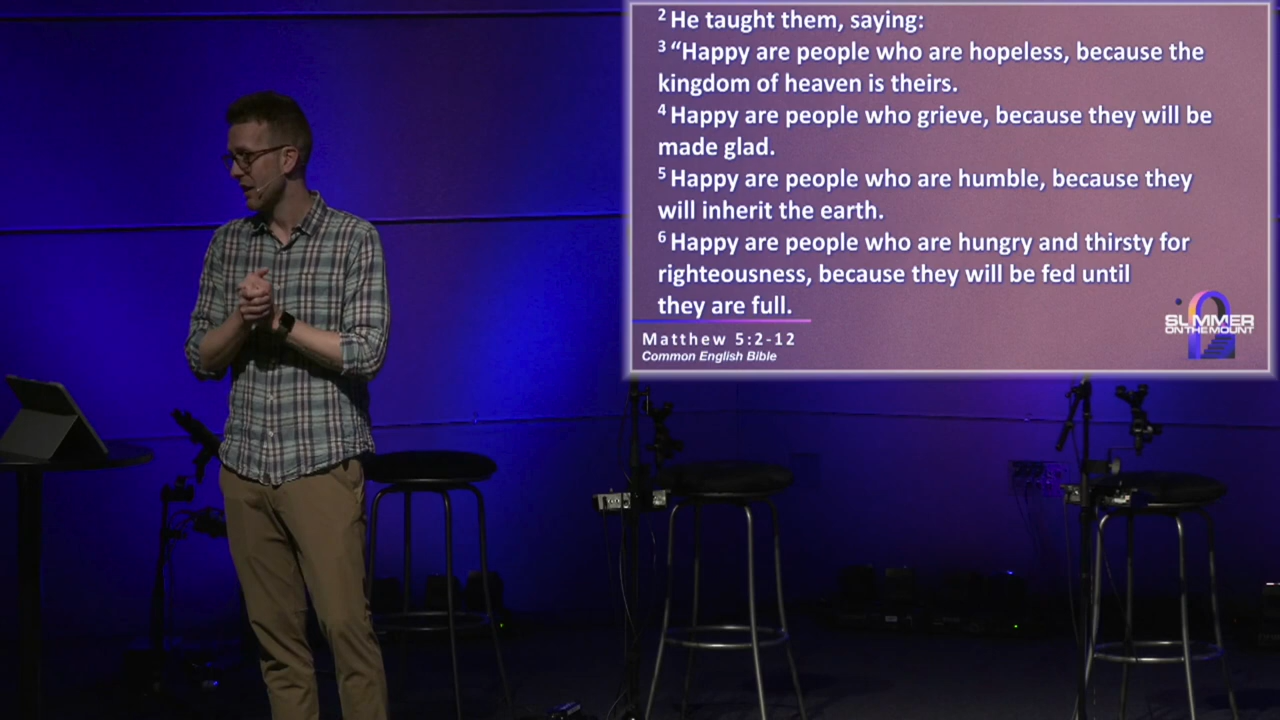 2 He taught them, saying:
3 “Happy are people who are hopeless, because the
kingdom of heaven is theirs.
4 Happy are people who grieve, because they will be
made glad.
5 Happy are people who are humble, because they
will inherit the earth.
6 Happy are people who are hungry and thirsty for
righteousness, because they will be fed until
they are full.
Matthew 5:2-12
Common English Bible
SUMMER
ON THE MOUNT